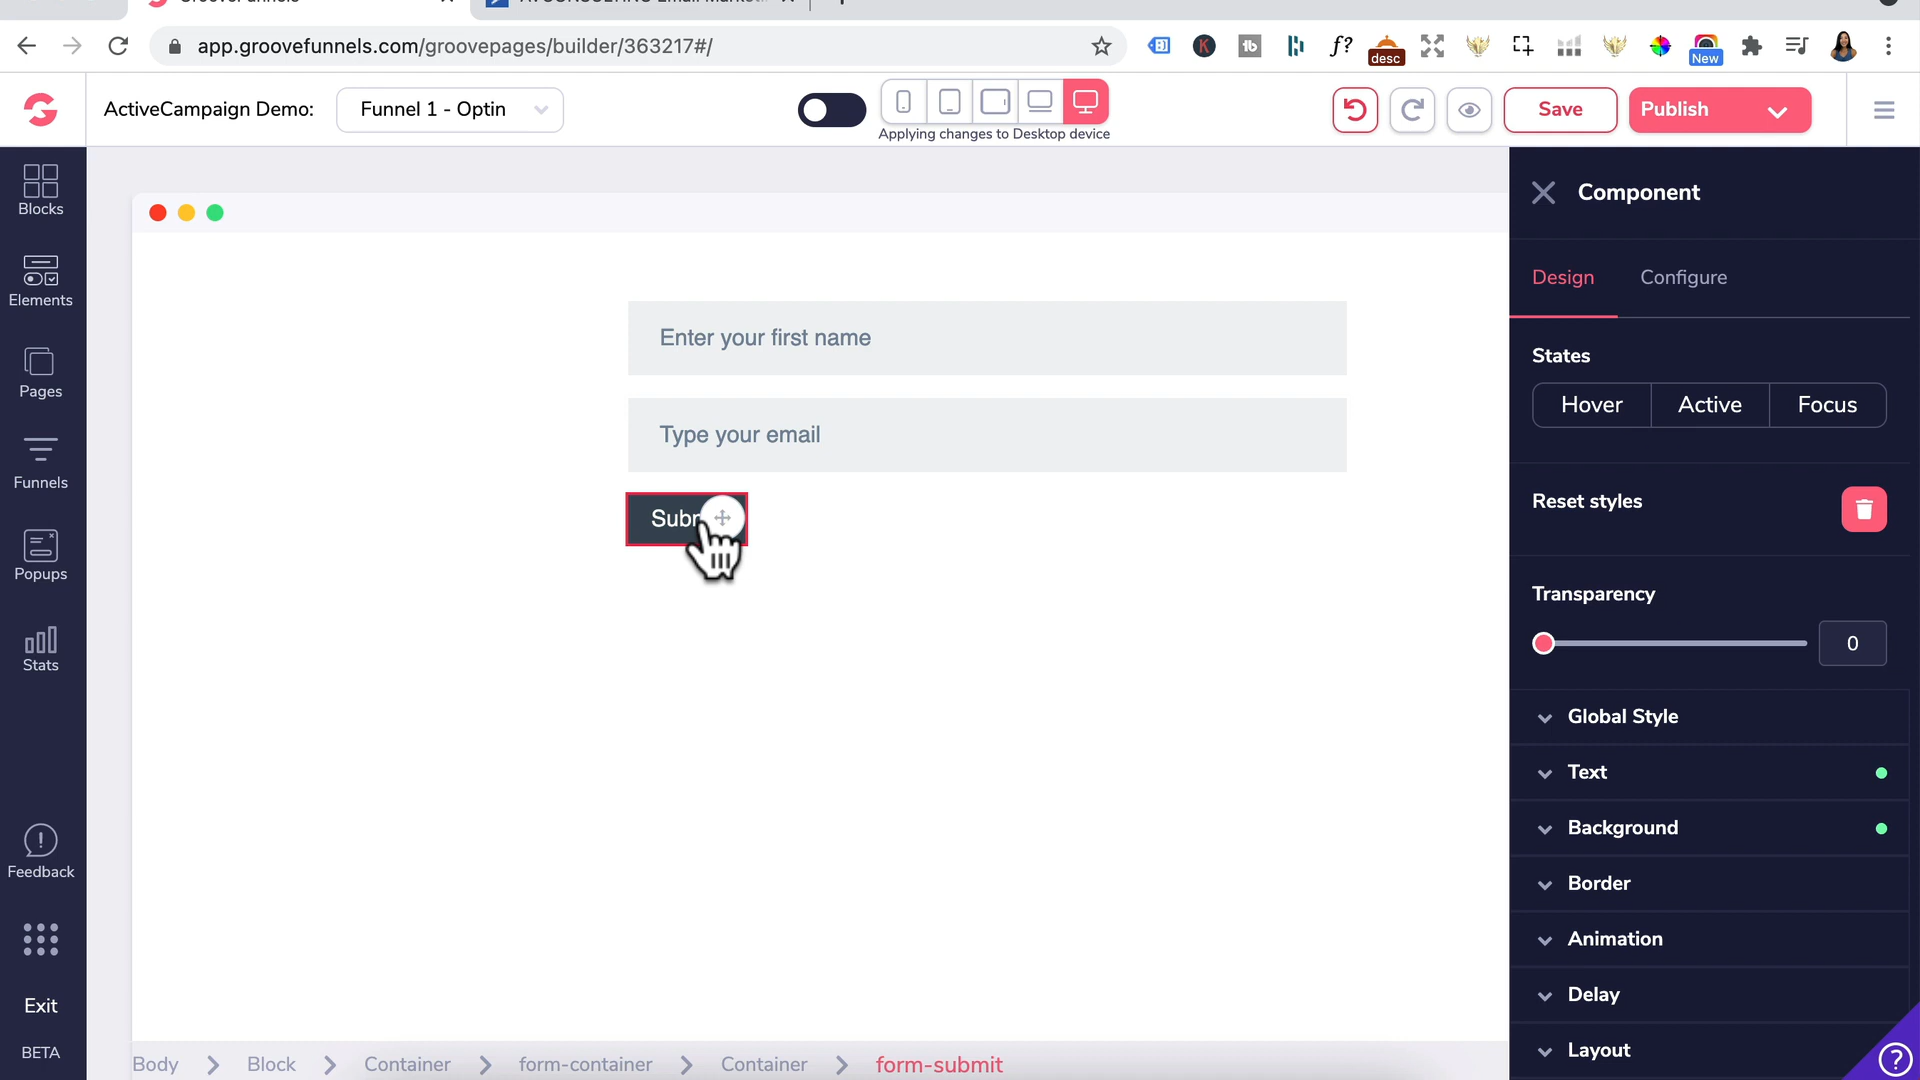 app.groovefunnels.com/groovepages/builder/363217#/
desc
New
ActiveCampaign Demo:
Funnel 1 - Optin
Applying changes to Desktop device
Save
Publish
Blocks
Elements
Pages
Funnels
Popups
Stats
Feedback
Exit
BETA
Enter your first name
Type your email
Component
Design
Configure
States
Hover
Active
Focus
Reset styles
Transparency
0
Global Style
Text
Background
Border
Animation
Delay
Layout
Body
Block
Container
form-container
Container
form-submit